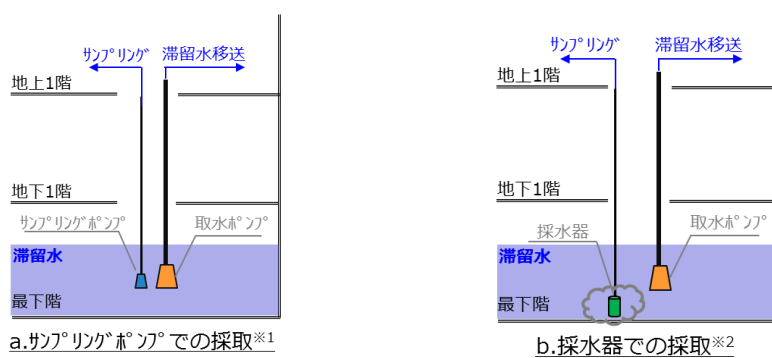 サンプリング 滞留水移送
地上1階
地下1階
サンプリングポンプ 取水ポンプ
滞留水
最下階
a.サンプリングポンプでの採取※1
サンプリング 滞留水移送
地上1階
地下1階
採水器 取水ポンプ
滞留水
最下階
b.採水器での採取※2